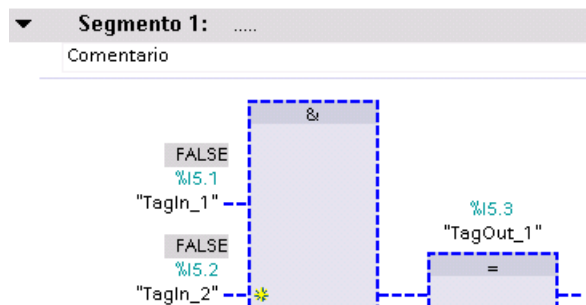 Segmento 1: .....
Comentario
&
FALSE
%I5.1
"TagIn_1"
%I5.3
"TagOut_1"
FALSE
=
%I5.2
"TagIn_2"